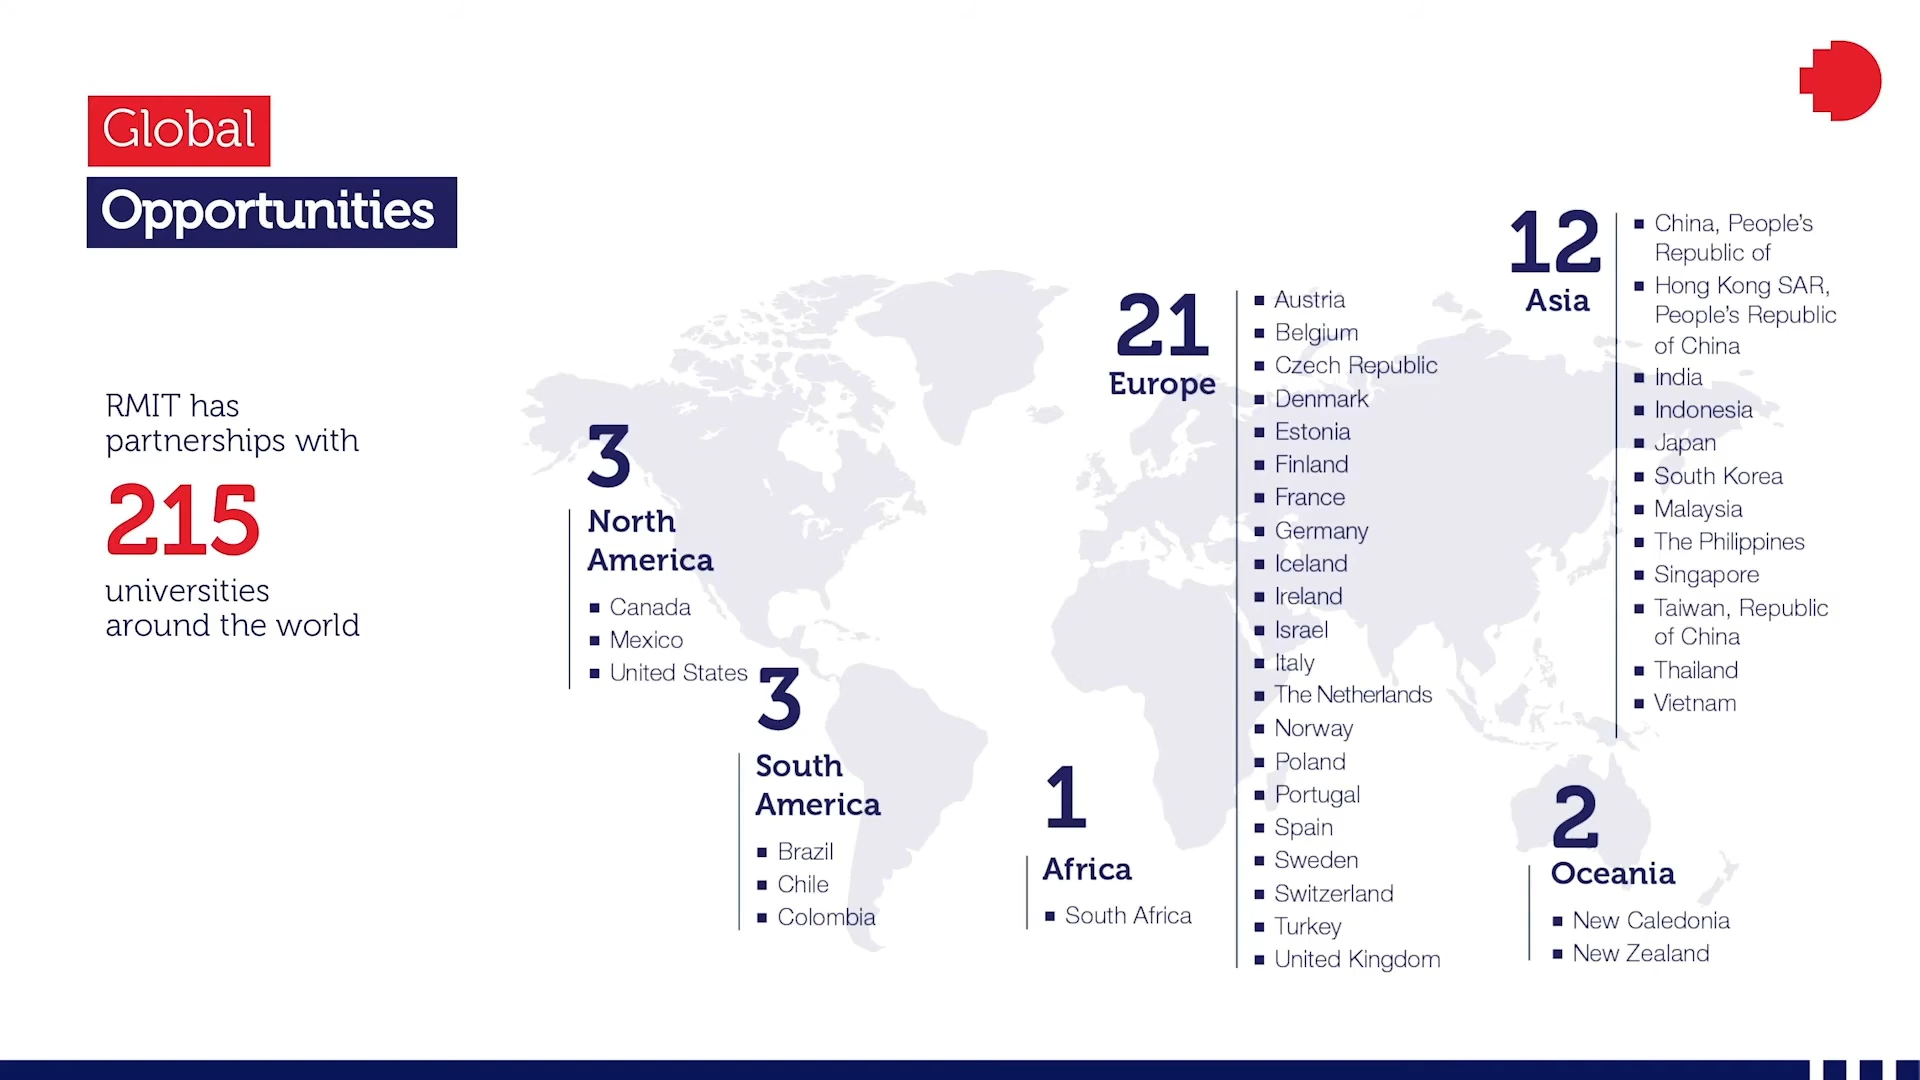 Global
Opportunities
RMIT has
partnerships with
215
universities
around the world
3
North
America
Canada
Mexico
United States
3
South
America
Brazil
Chile
Colombia
1
Africa
South Africa
21
Europe
Austria
Belgium
Czech Republic
Denmark
Estonia
Finland
France
Germany
Iceland
Ireland
Israel
Italy
The Netherlands
Norway
Poland
Portugal
Spain
Sweden
Switzerland
Turkey
United Kingdom
12
Asia
China, People's
Republic of
Hong Kong SAR,
People's Republic
of China
India
Indonesia
Japan
South Korea
Malaysia
The Philippines
Singapore
Taiwan, Republic
of China
Thailand
Vietnam
2
Oceania
New Caledonia
New Zealand